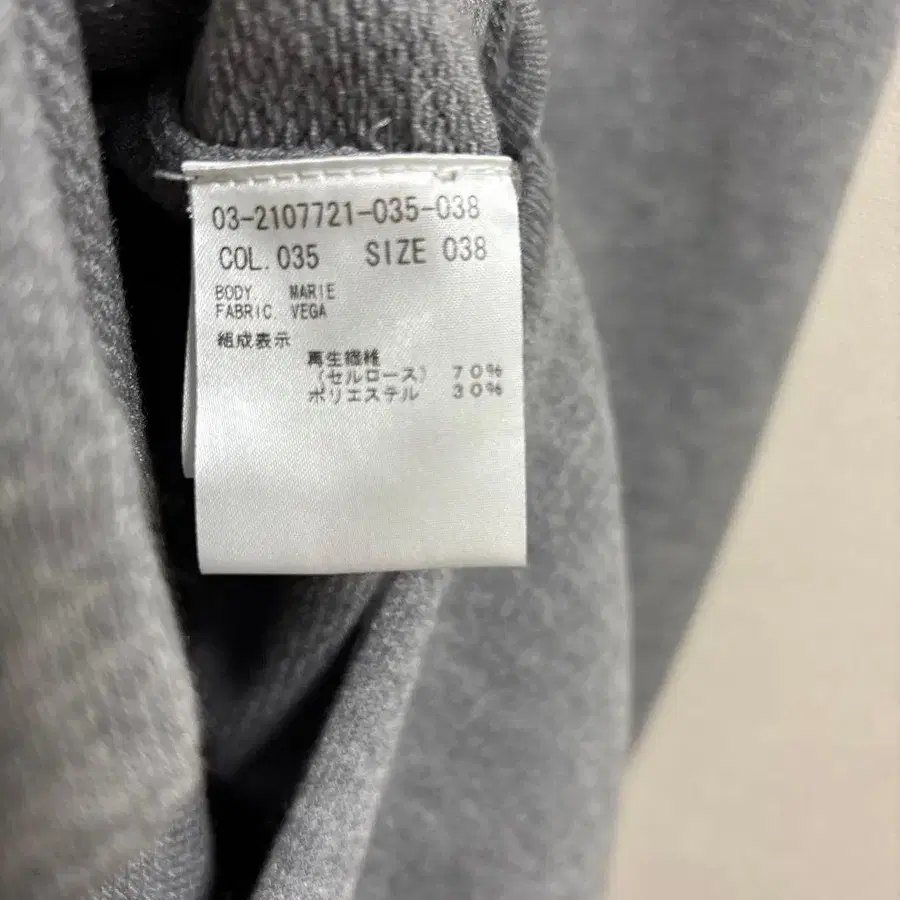 03-2107721-035-038
COL.035 SIZE 038
BODY MARIE
FABRIC VEGA
組成表示
再生繊維
(セルロース) 70%
ポリエステル 30%